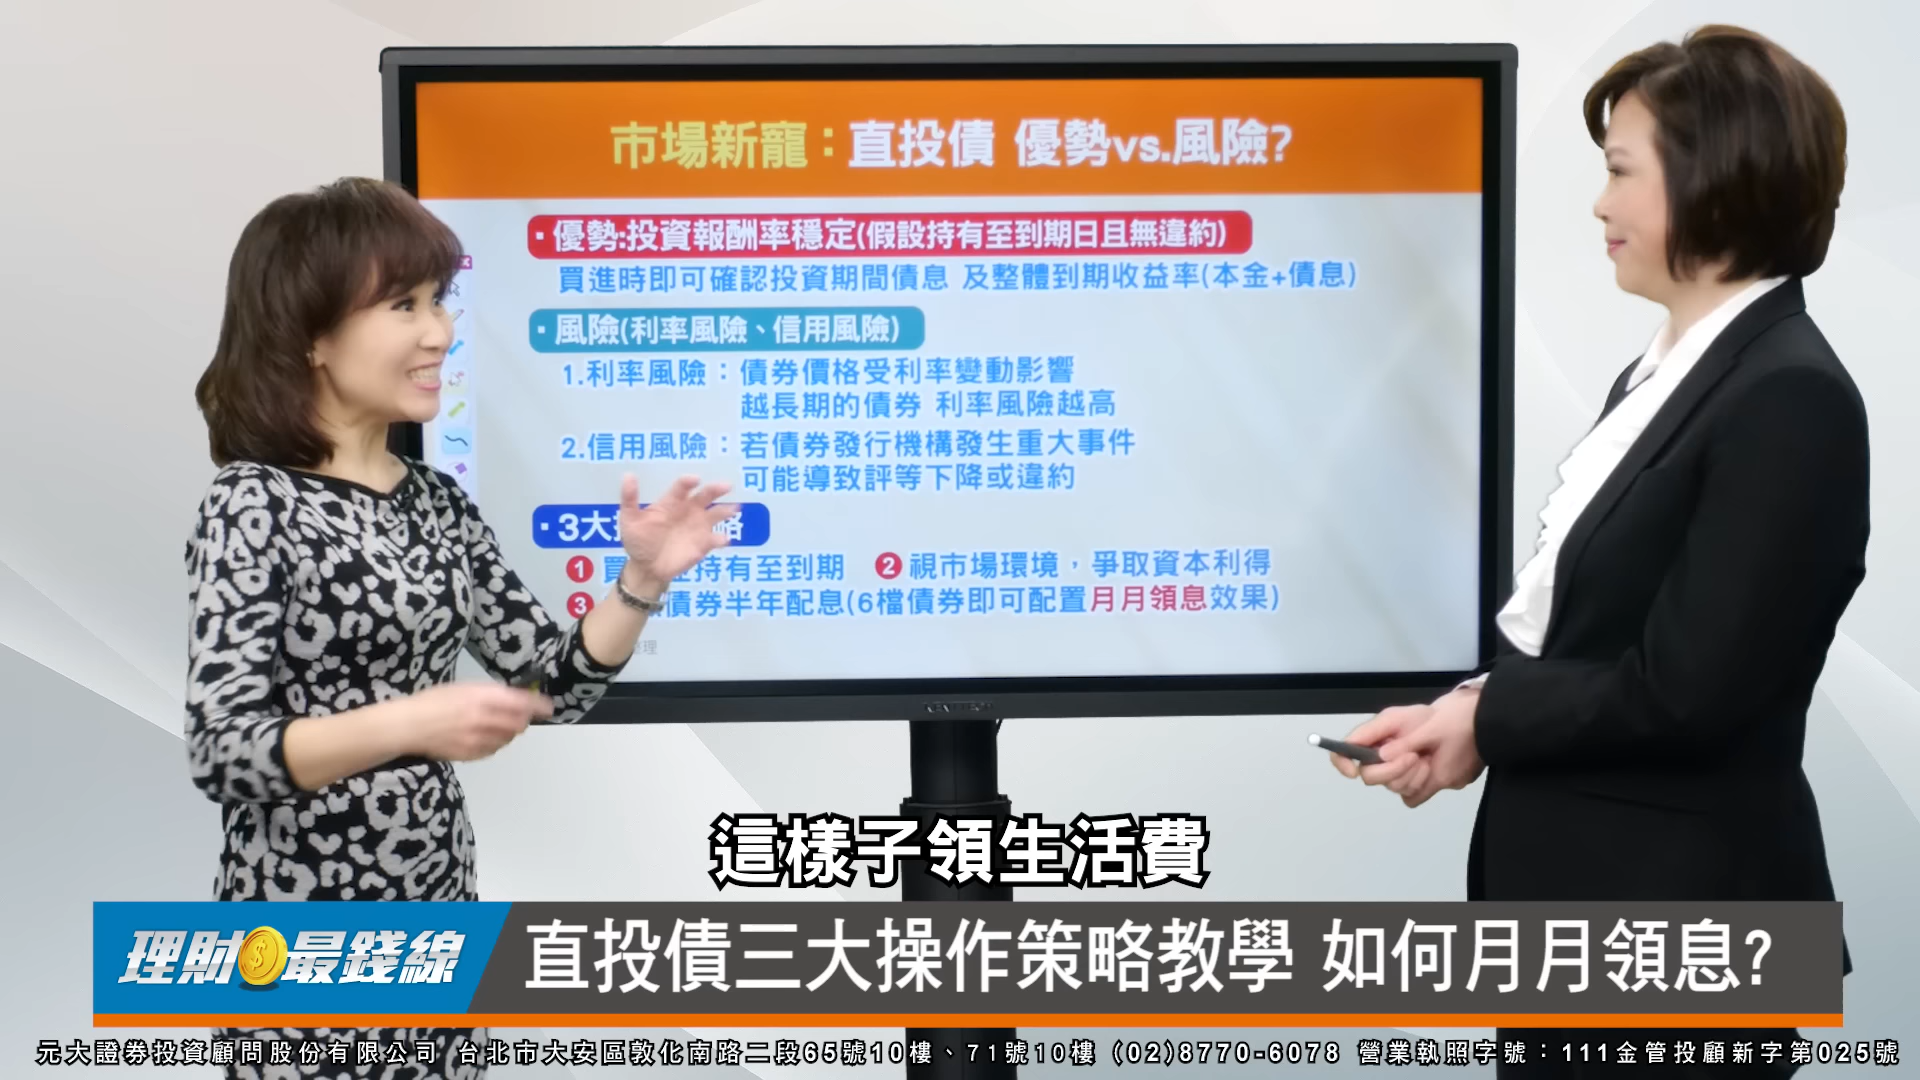 市場新寵：直投債 優勢vs.風險?
▪優勢:投資報酬率穩定(假設持有至到期日且無違約)
買進時即可確認投資期間債息 及整體到期收益率(本金+債息)
▪風險(利率風險、信用風險)
1.利率風險：債券價格受利率變動影響
越長期的債券 利率風險越高
2.信用風險：若債券發行機構發生重大事件
可能導致評等下降或違約
▪3大 略
1 買 持有至到期 2 視市場環境，爭取資本利得
3 債券半年配息(6檔債券即可配置月月領息效果)
整理
這樣子領生活費
理財最錢線 直投債三大操作策略教學 如何月月領息?
元大證券投資顧問股份有限公司 台北市大安區敦化南路二段65號10樓、71號10樓 (02)8770-6078 營業執照字號：111金管投顧新字第025號